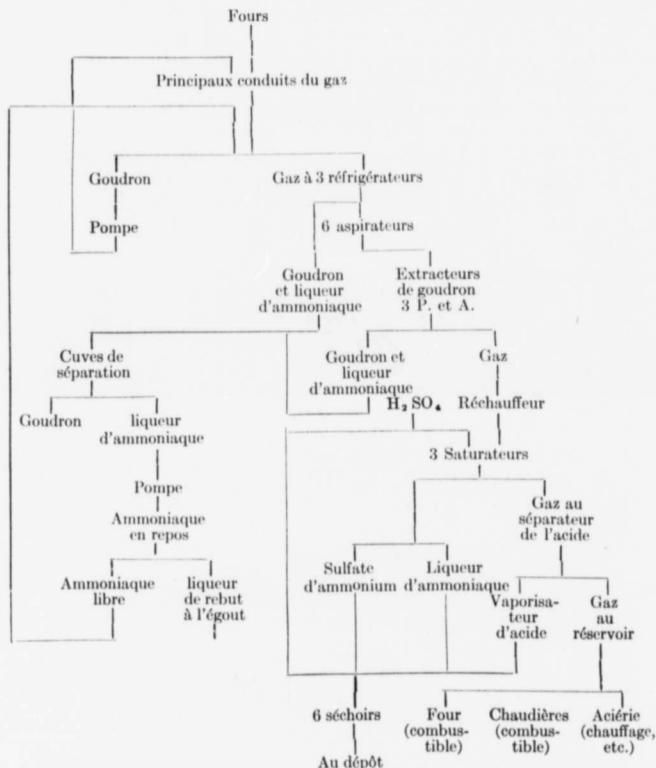 Fours
Principaux conduits du gaz
Goudron
Gaz à 3 réfrigérateurs
Pompe
6 aspirateurs
Goudron
et liqueur
d'ammoniaque
Extracteurs
de goudron
3 P. et A.
Cuves de
séparation
Goudron et
liqueur
d'ammoniaque
Gaz
H₂ SO₄
Réchauffeur
Goudron
liqueur
d'ammoniaque
3 Saturateurs
Pompe
Ammoniaque
en repos
Gaz au
séparateur
de l'acide
Ammoniaque
libre
liqueur
de rebut
à l'égout
Sulfate
d'ammonium
Liqueur
d'ammoniaque
Vaporisa-
teur
d'acide
Gaz
au
réservoir
6 séchoirs
Four
(combus-
tible)
Chaudières
(combus-
tible)
Aciérie
(chauffage,
etc.)
Au dépôt